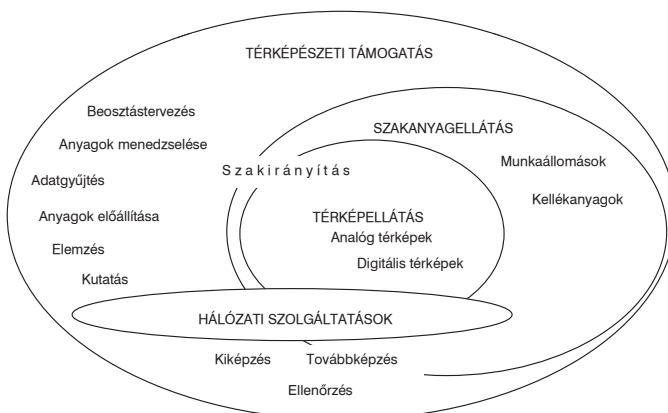 TÉRKÉPÉSZETI TÁMOGATÁS
Beosztástervezés
SZAKANYAGELLÁTÁS
Anyagok menedzselése
Munkaállomások
Szakirányítás
Adatgyűjtés
Kellékanyagok
Anyagok előállítása
TÉRKÉPELLÁTÁS
Analóg térképek
Elemzés
Digitális térképek
Kutatás
HÁLÓZATI SZOLGÁLTATÁSOK
Kiképzés Továbbképzés
Ellenőrzés